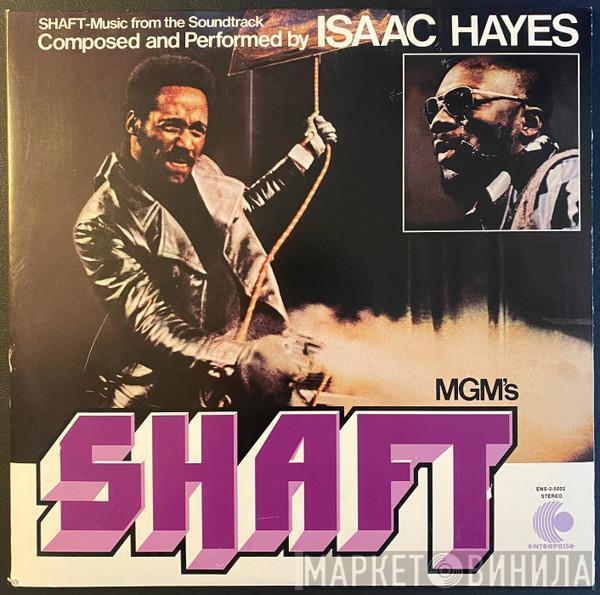 SHAFT-Music from the Soundtrack
Composed and Performed by ISAAC HAYES
MGM's
SHAFT
ENS-2-5002
STEREO
ENTERPRISE
МАРКЕТ ВИНИЛА